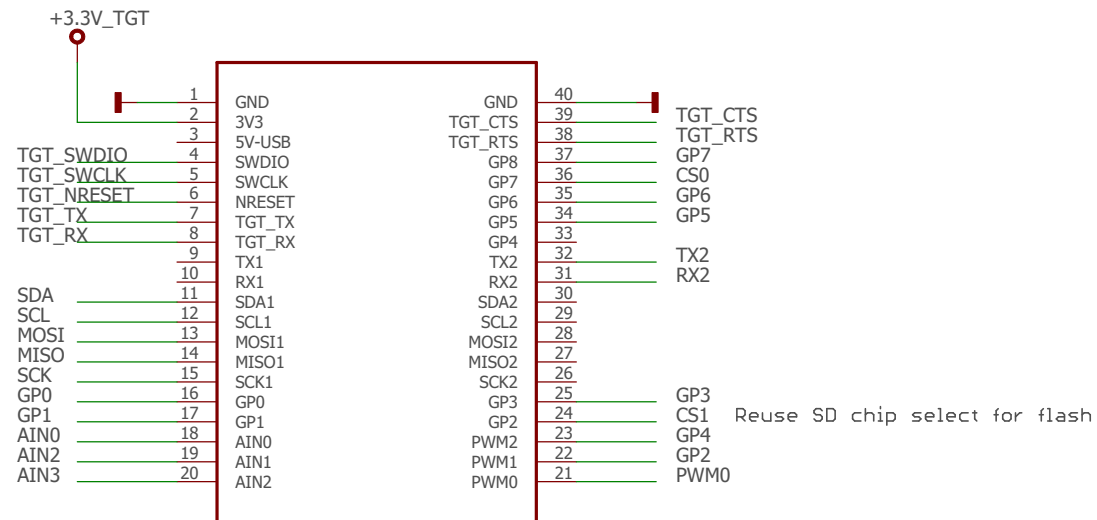 +3.3V_TGT
1 GND GND 40
2 3V3 TGT_CTS 39 TGT_CTS
3 5V-USB TGT_RTS 38 TGT_RTS
TGT_SWDIO 4 SWDIO GP8 37 GP7
TGT_SWCLK 5 SWCLK GP7 36 CS0
TGT_NRESET 6 NRESET GP6 35 GP6
TGT_TX 7 TGT_TX GP5 34 GP5
TGT_RX 8 TGT_RX GP4 33
9 TX1 TX2 32 TX2
10 RX1 RX2 31 RX2
SDA 11 SDA1 SDA2 30
SCL 12 SCL1 SCL2 29
MOSI 13 MOSI1 MOSI2 28
MISO 14 MISO1 MISO2 27
SCK 15 SCK1 SCK2 26
GP0 16 GP0 GP3 25 GP3
GP1 17 GP1 GP2 24 CS1 Reuse SD chip select for flash
AIN0 18 AIN0 PWM2 23 GP4
AIN2 19 AIN1 PWM1 22 GP2
AIN3 20 AIN2 PWM0 21 PWM0